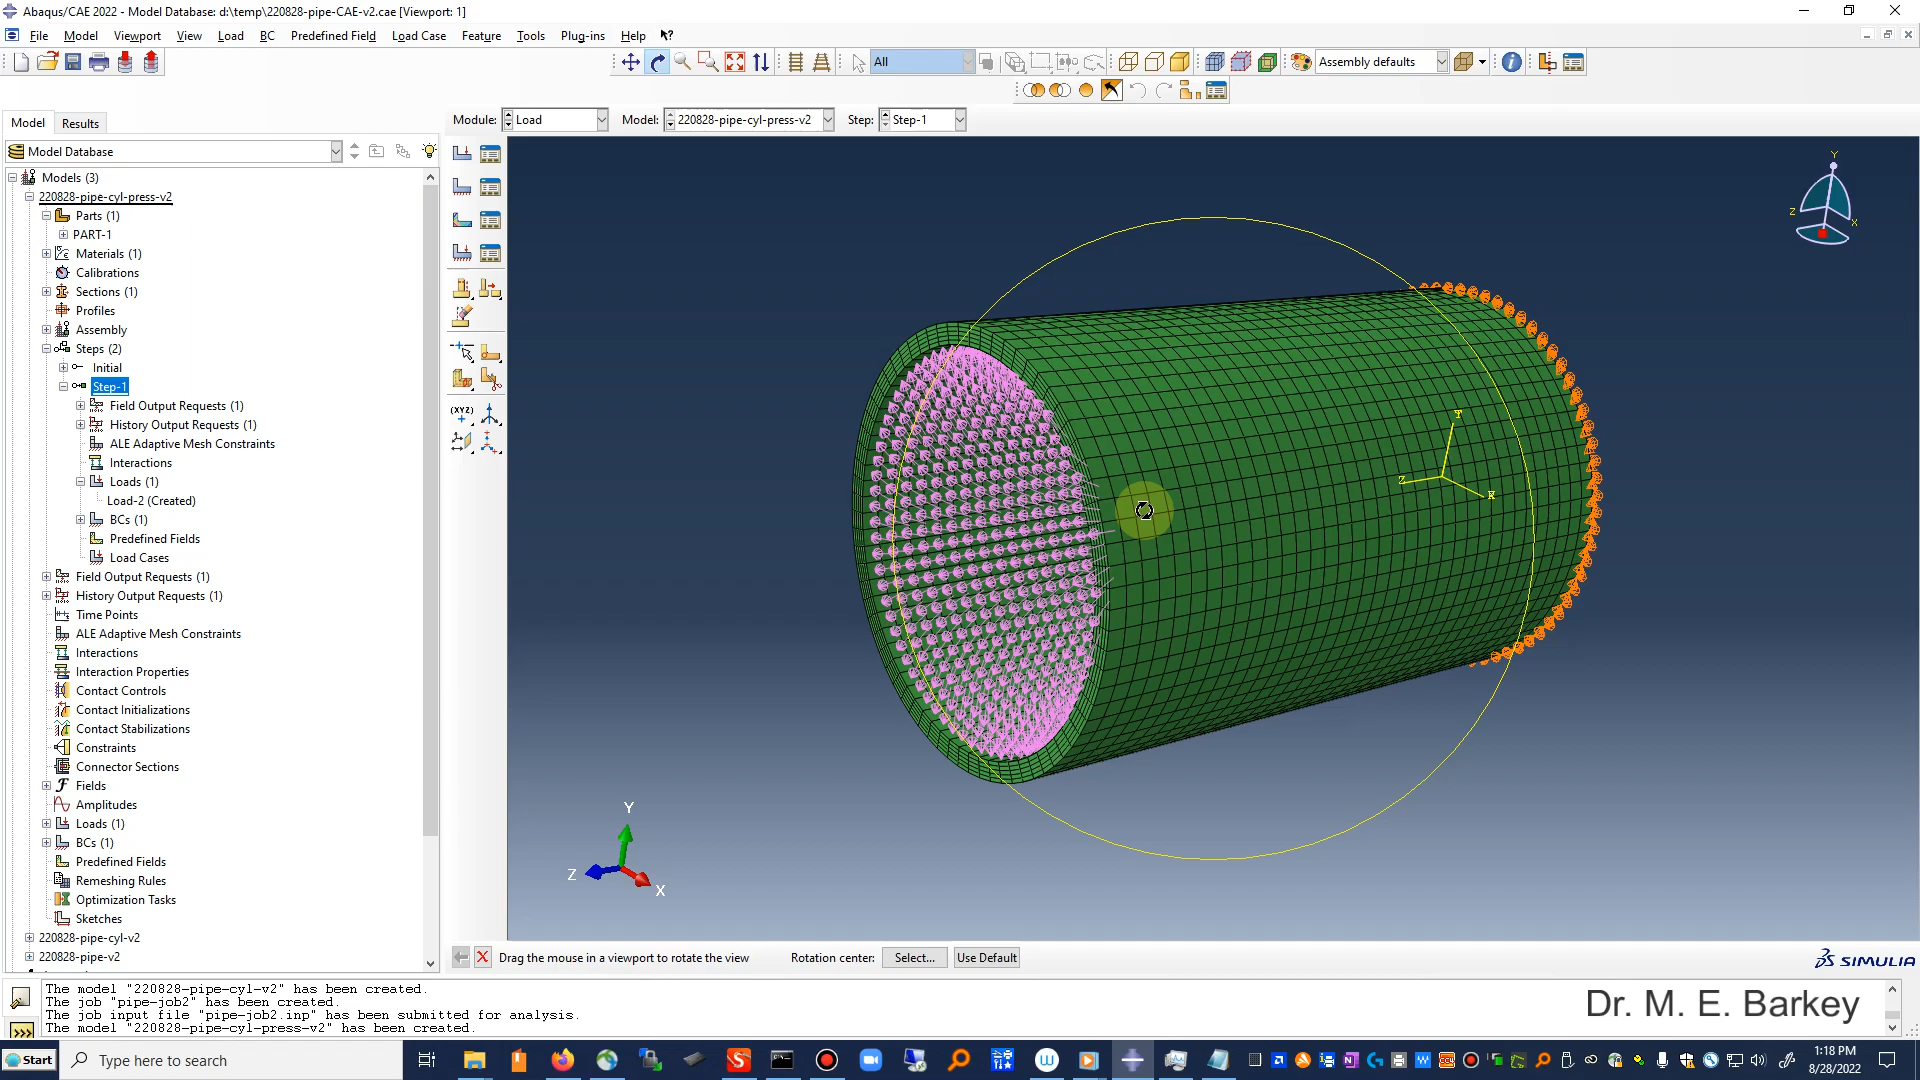 Abaqus/CAE 2022 - Model Database: d:\temp\220828-pipe-CAE-v2.cae [Viewport: 1]
File Model Viewport View Load BC Predefined Field Load Case Feature Tools Plug-ins Help
All Assembly defaults
Model Results
Module: Load Model: 220828-pipe-cyl-press-v2 Step: Step-1
Model Database
Models (3)
220828-pipe-cyl-press-v2
Parts (1)
PART-1
Materials (1)
Calibrations
Sections (1)
Profiles
Assembly
Steps (2)
Initial
Step-1
Field Output Requests (1)
History Output Requests (1)
ALE Adaptive Mesh Constraints
Interactions
Loads (1)
Load-2 (Created)
BCs (1)
Predefined Fields
Load Cases
Field Output Requests (1)
History Output Requests (1)
Time Points
ALE Adaptive Mesh Constraints
Interactions
Interaction Properties
Contact Controls
Contact Initializations
Contact Stabilizations
Constraints
Connector Sections
Fields
Amplitudes
Loads (1)
BCs (1)
Predefined Fields
Remeshing Rules
Optimization Tasks
Sketches
220828-pipe-cyl-v2
220828-pipe-v2
(XYZ)
Y
Z
X
Y
Z
X
Y
Z
X
Drag the mouse in a viewport to rotate the view Rotation center: Select... Use Default
SIMULIA
The model "220828-pipe-cyl-v2" has been created.
The job "pipe-job2" has been created.
The job input file "pipe-job2.inp" has been submitted for analysis.
The model "220828-pipe-cyl-press-v2" has been created.
Dr. M. E. Barkey
Start Type here to search
1:18 PM
8/28/2022